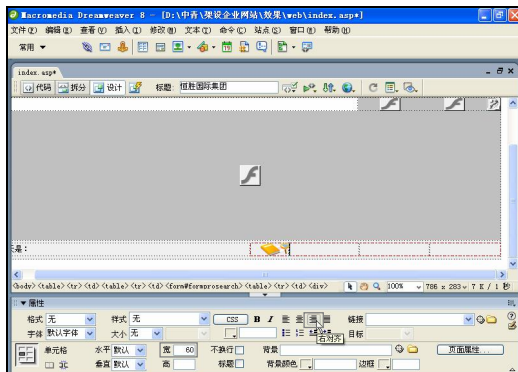 Macromedia Dreamweaver 8 - [D:\中青\架设企业网站\效果\web\index.asp*]
文件(F) 编辑(E) 查看(V) 插入(I) 修改(M) 文本(T) 命令(C) 站点(S) 窗口(W) 帮助(H)
常用
index.asp*
代码 拆分 设计 标题: 恒胜国际集团
是:
<body> <table> <tr> <td> <table> <tr> <td> <form#formprosearch> <table> <tr> <td> <div> 100% 786 x 283 7 K / 1 秒
属性
格式 无 样式 无 CSS B I 链接
字体 默认字体 大小 无 目标
右对齐
单元格 水平 默认 宽 60 不换行 背景 页面属性...
垂直 默认 高 标题 背景颜色 边框